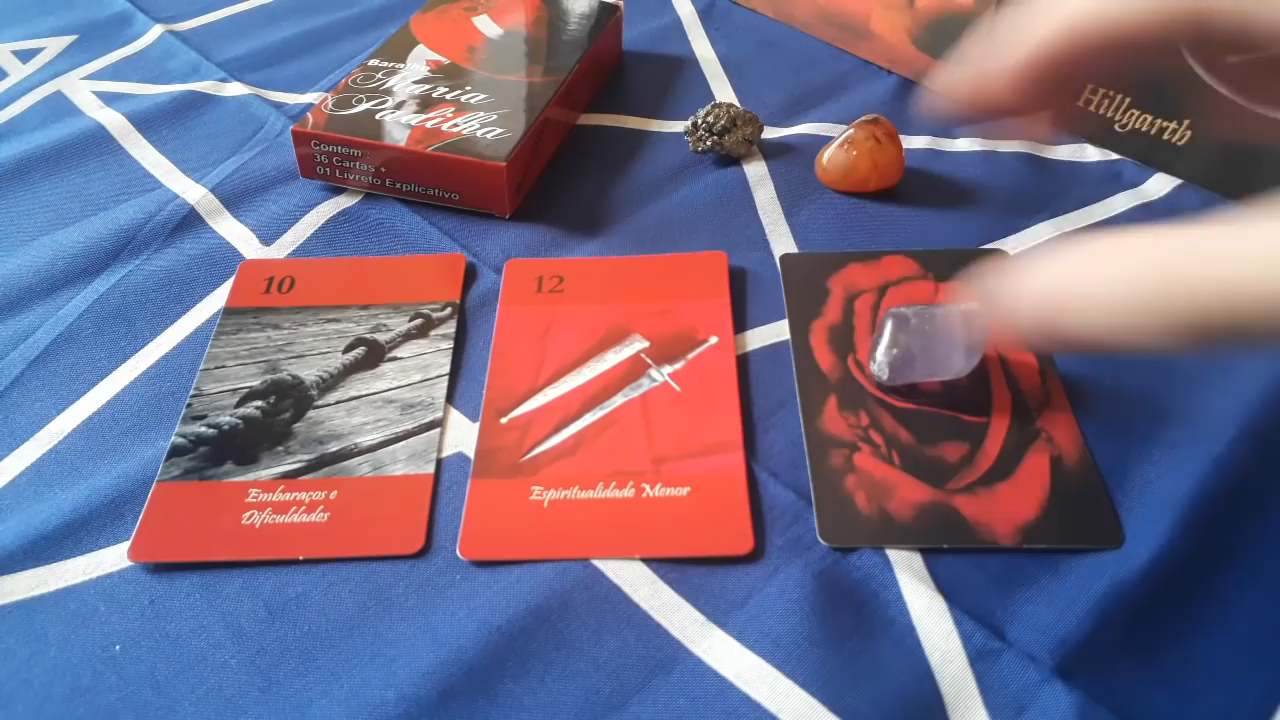 Baralho
Maria
Padilha
Contém :
36 Cartas +
01 Livreto Explicativo
Hillgarth
10
Embaraços e
Dificuldades
12
Espiritualidade Menor